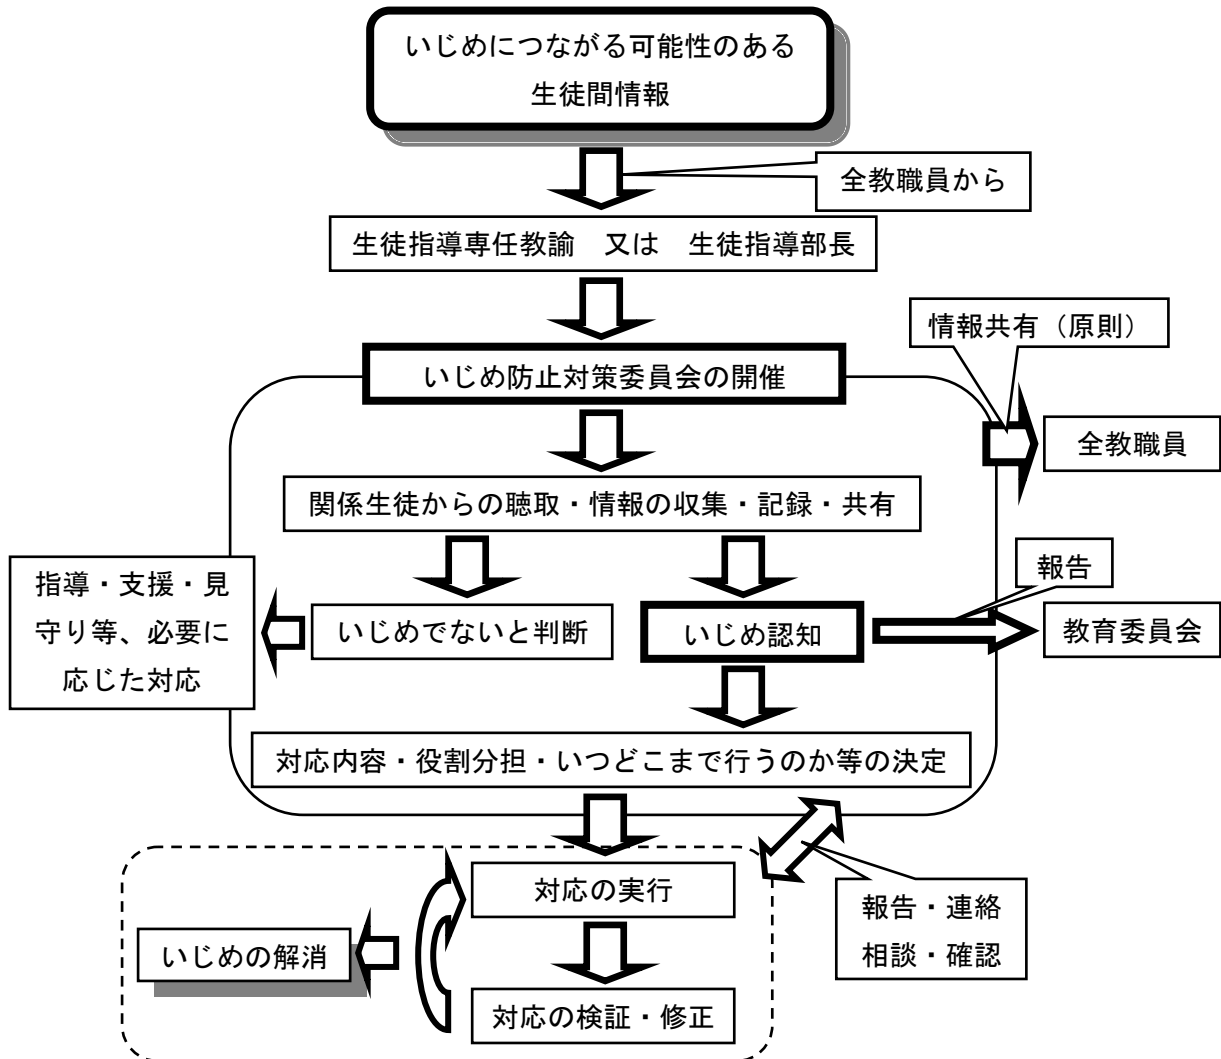 いじめにつながる可能性のある
生徒間情報
全教職員から
生徒指導専任教諭　又は　生徒指導部長
情報共有（原則）
いじめ防止対策委員会の開催
全教職員
関係生徒からの聴取・情報の収集・記録・共有
報告
指導・支援・見
守り等、必要に
応じた対応
いじめでないと判断
いじめ認知
教育委員会
対応内容・役割分担・いつどこまで行うのか等の決定
対応の実行
報告・連絡
相談・確認
いじめの解消
対応の検証・修正